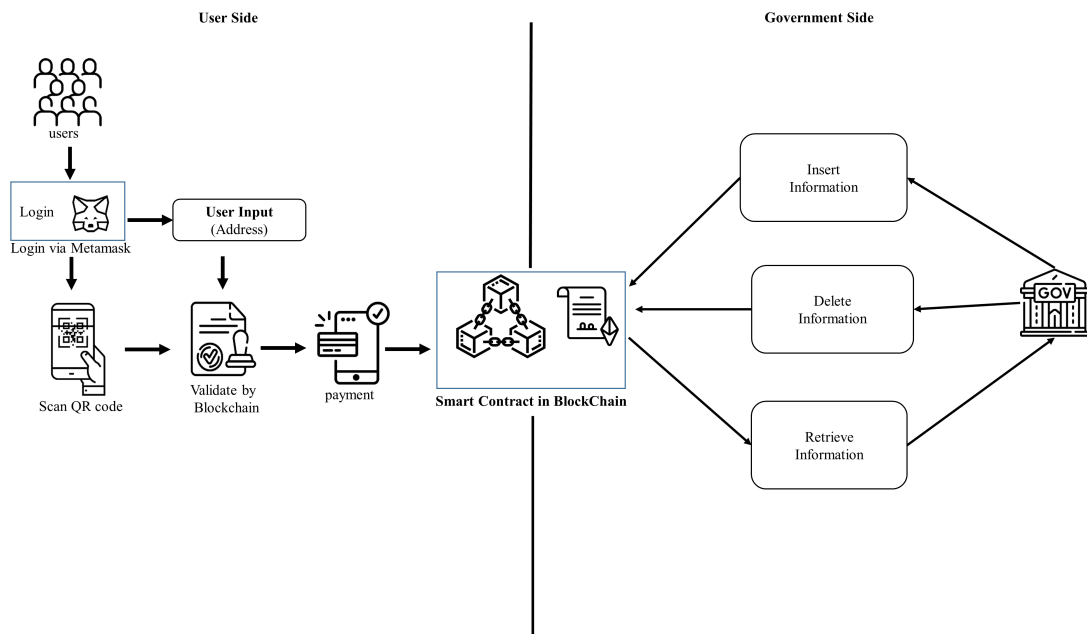 User Side
Government Side
users
Login
Login via Metamask
User Input
(Address)
Scan QR code
Validate by
Blockchain
payment
Smart Contract in BlockChain
Insert
Information
Delete
Information
Retrieve
Information
GOV